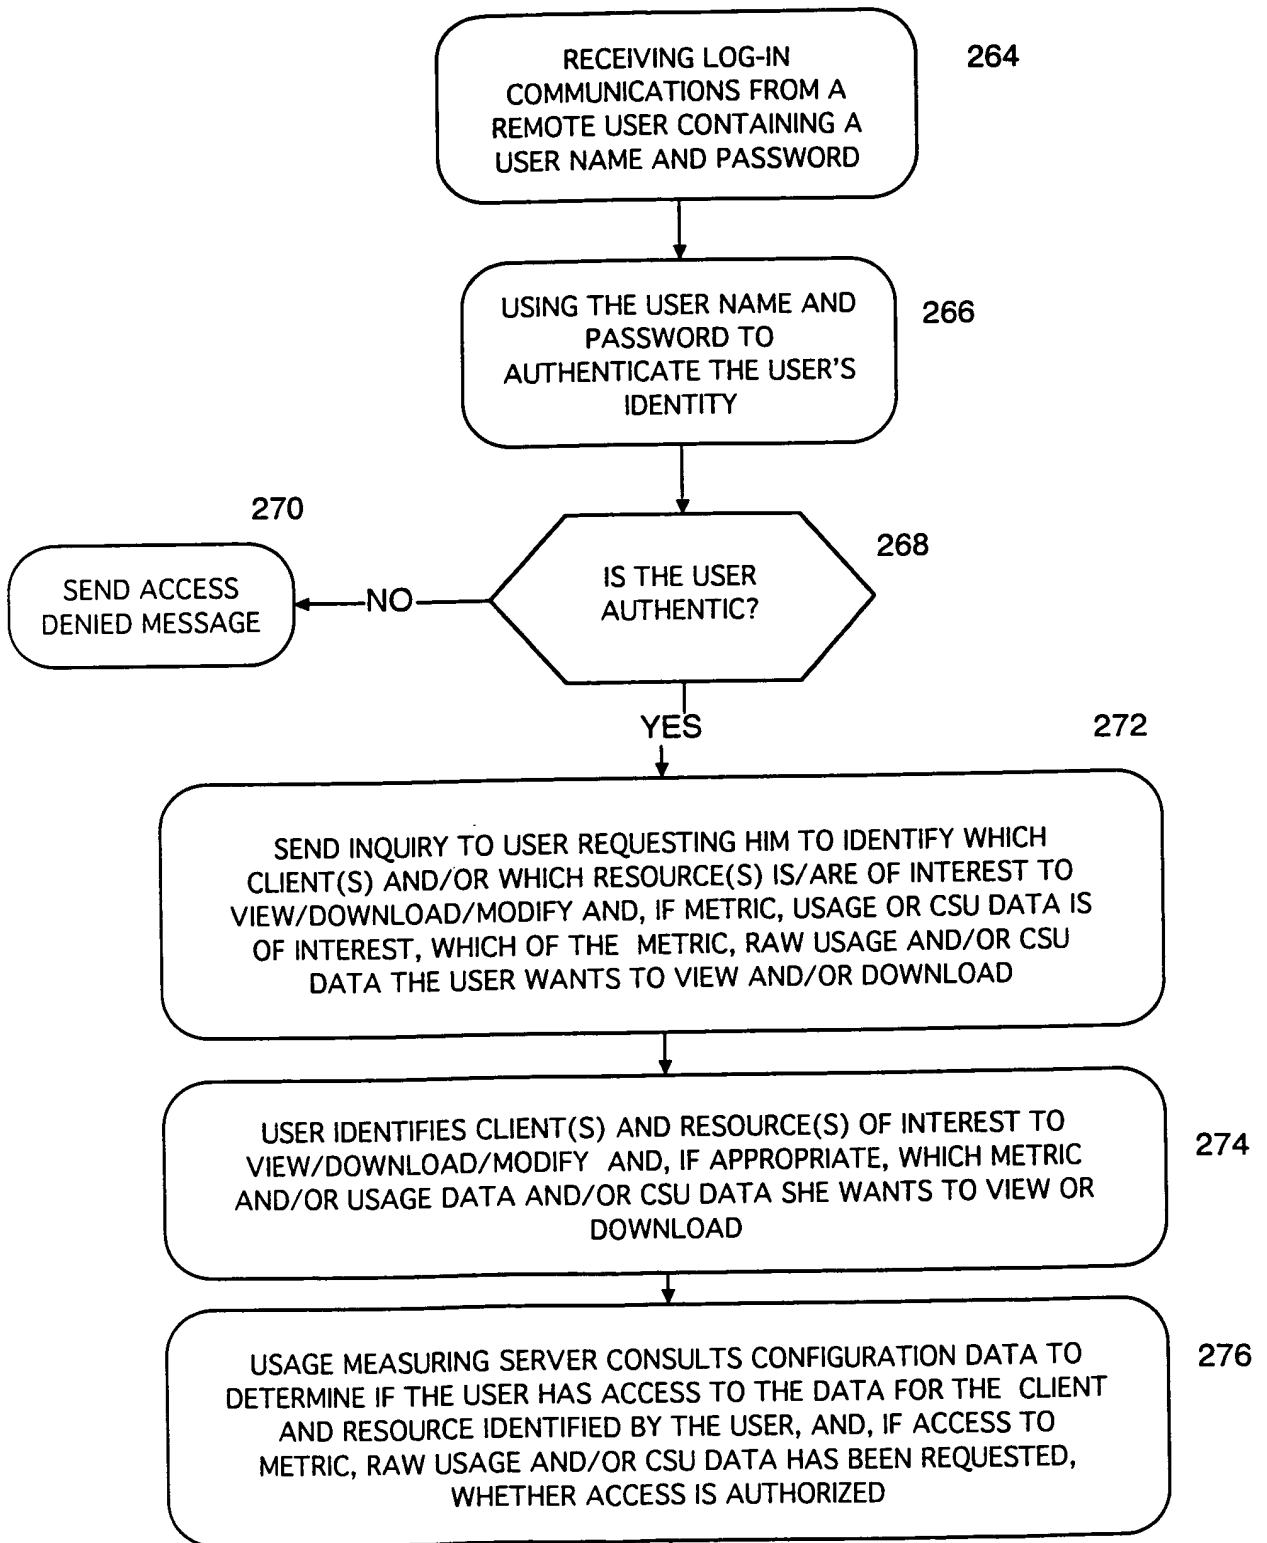 RECEIVING LOG-IN
COMMUNICATIONS FROM A
REMOTE USER CONTAINING A
USER NAME AND PASSWORD
264
USING THE USER NAME AND
PASSWORD TO
AUTHENTICATE THE USER'S
IDENTITY
266
270
SEND ACCESS
DENIED MESSAGE
NO
IS THE USER
AUTHENTIC?
268
YES
272
SEND INQUIRY TO USER REQUESTING HIM TO IDENTIFY WHICH
CLIENT(S) AND/OR WHICH RESOURCE(S) IS/ARE OF INTEREST TO
VIEW/DOWNLOAD/MODIFY AND, IF METRIC, USAGE OR CSU DATA IS
OF INTEREST, WHICH OF THE METRIC, RAW USAGE AND/OR CSU
DATA THE USER WANTS TO VIEW AND/OR DOWNLOAD
USER IDENTIFIES CLIENT(S) AND RESOURCE(S) OF INTEREST TO
VIEW/DOWNLOAD/MODIFY AND, IF APPROPRIATE, WHICH METRIC
AND/OR USAGE DATA AND/OR CSU DATA SHE WANTS TO VIEW OR
DOWNLOAD
274
USAGE MEASURING SERVER CONSULTS CONFIGURATION DATA TO
DETERMINE IF THE USER HAS ACCESS TO THE DATA FOR THE CLIENT
AND RESOURCE IDENTIFIED BY THE USER, AND, IF ACCESS TO
METRIC, RAW USAGE AND/OR CSU DATA HAS BEEN REQUESTED,
WHETHER ACCESS IS AUTHORIZED
276